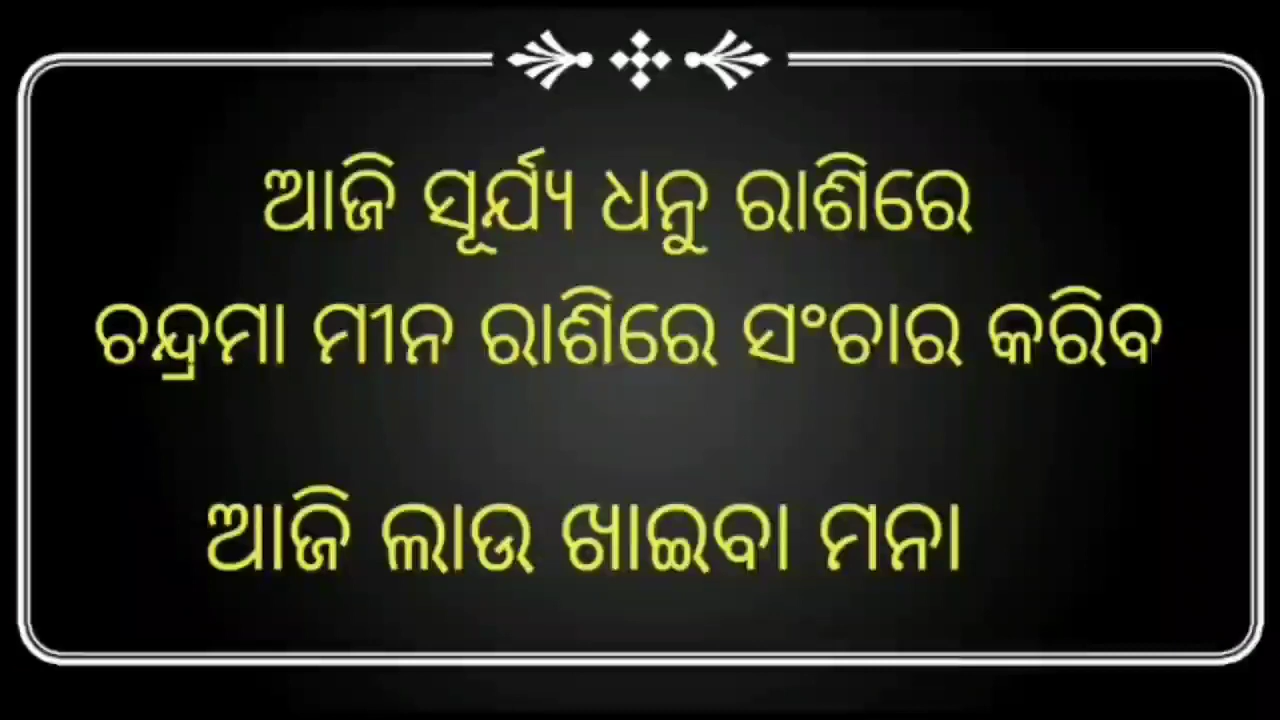 ଆଜି ସୂର୍ଯ୍ୟ ଧନୁ ରାଶିରେ
ଚନ୍ଦ୍ରମା ମୀନ ରାଶିରେ ସଂଚାର କରିବ
ଆଜି ଲାଉ ଖାଇବା ମନା